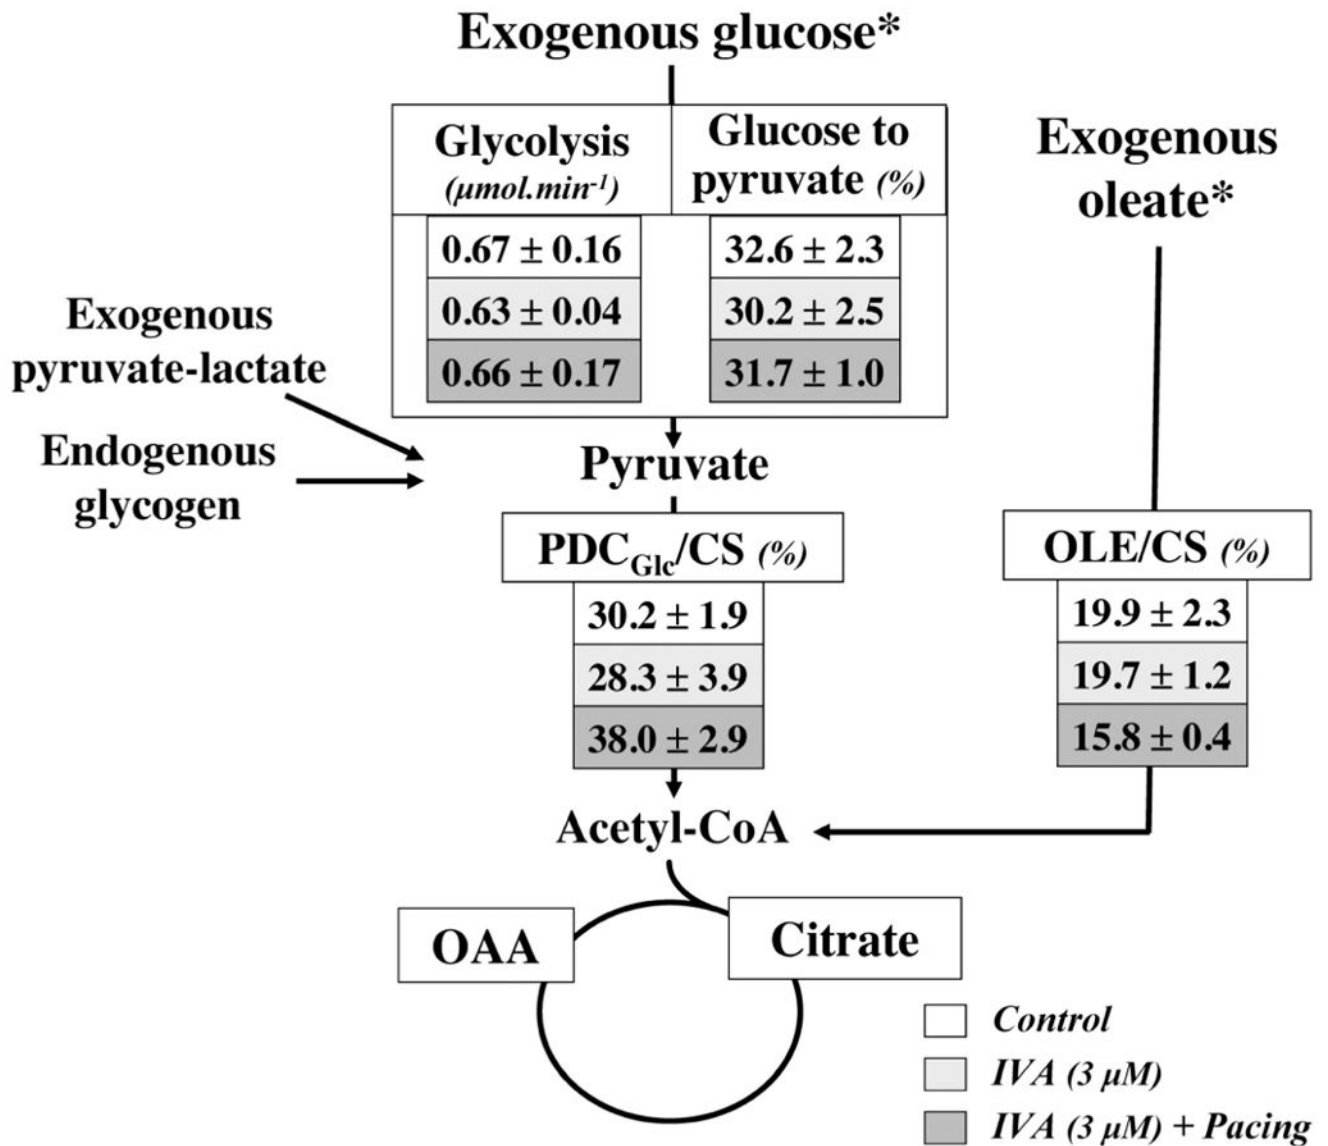 Exogenous glucose*
Glycolysis
(µmol.min⁻¹)
Glucose to
pyruvate (%)
0.67 ± 0.16
32.6 ± 2.3
0.63 ± 0.04
30.2 ± 2.5
0.66 ± 0.17
31.7 ± 1.0
Exogenous
oleate*
Exogenous
pyruvate-lactate
Endogenous
glycogen
Pyruvate
PDC_Glc/CS (%)
30.2 ± 1.9
28.3 ± 3.9
38.0 ± 2.9
OLE/CS (%)
19.9 ± 2.3
19.7 ± 1.2
15.8 ± 0.4
Acetyl-CoA
OAA
Citrate
Control
IVA (3 µM)
IVA (3 µM) + Pacing